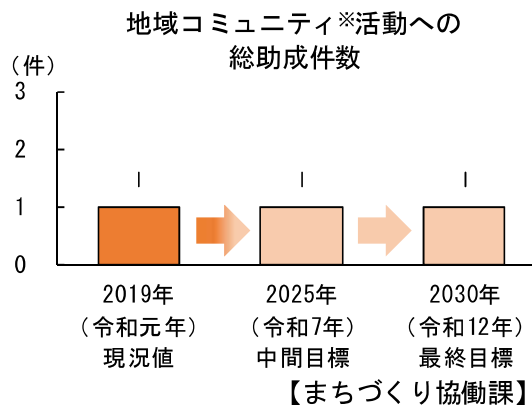 地域コミュニティ※活動への
総助成件数
(件)
3
2
1
0
1 1 1
2019年 2025年 2030年
(令和元年) (令和7年) (令和12年)
現況値 中間目標 最終目標
【まちづくり協働課】